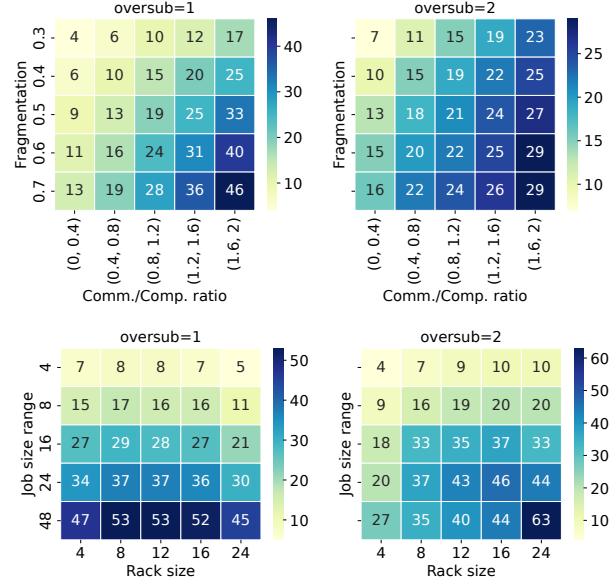 oversub=1
0.3 4 6 10 12 17
0.4 6 10 15 20 25
0.5 9 13 19 25 33
0.6 11 16 24 31 40
0.7 13 19 28 36 46
Fragmentation
(0, 0.4) (0.4, 0.8) (0.8, 1.2) (1.2, 1.6) (1.6, 2)
Comm./Comp. ratio
40
30
20
10
oversub=2
7 11 15 19 23
10 15 19 22 25
13 18 21 24 27
15 20 22 25 29
16 22 24 26 29
Fragmentation
(0, 0.4) (0.4, 0.8) (0.8, 1.2) (1.2, 1.6) (1.6, 2)
Comm./Comp. ratio
25
20
15
10
oversub=1
4 7 8 8 7 5
8 15 17 16 16 11
16 27 29 28 27 21
24 34 37 37 36 30
48 47 53 53 52 45
Job size range
4 8 12 16 24
Rack size
50
40
30
20
10
oversub=2
4 7 9 10 10
9 16 19 20 20
18 33 35 37 33
20 37 43 46 44
27 35 40 44 63
Job size range
4 8 12 16 24
Rack size
60
50
40
30
20
10